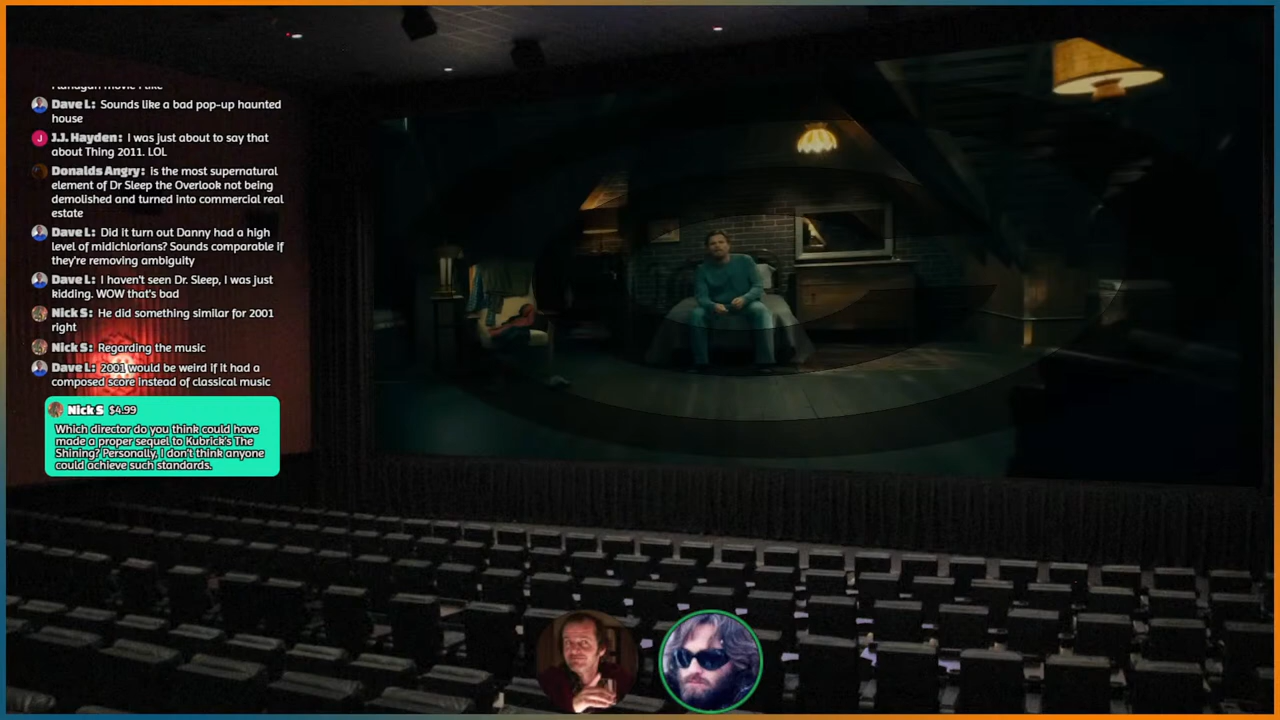 Flanagan movie I like
Dave L: Sounds like a bad pop-up haunted
house
J
J.J. Hayden: I was just about to say that
about Thing 2011. LOL
Donalds Angry: is the most supernatural
element of Dr Sleep the Overlook not being
demolished and turned into commercial real
estate
Dave L: Did it turn out Danny had a high
level of midichlorians? Sounds comparable if
they're removing ambiguity
Dave L: I haven't seen Dr. Sleep, I was just
kidding. WOW that's bad
Nick S: He did something similar for 2001
right
Nick S: Regarding the music
Dave L: 2001 would be weird if it had a
composed score instead of classical music
Nick S $4.99
Which director do you think could have
made a proper sequel to Kubrick's The
Shining? Personally, I don't think anyone
could achieve such standards.